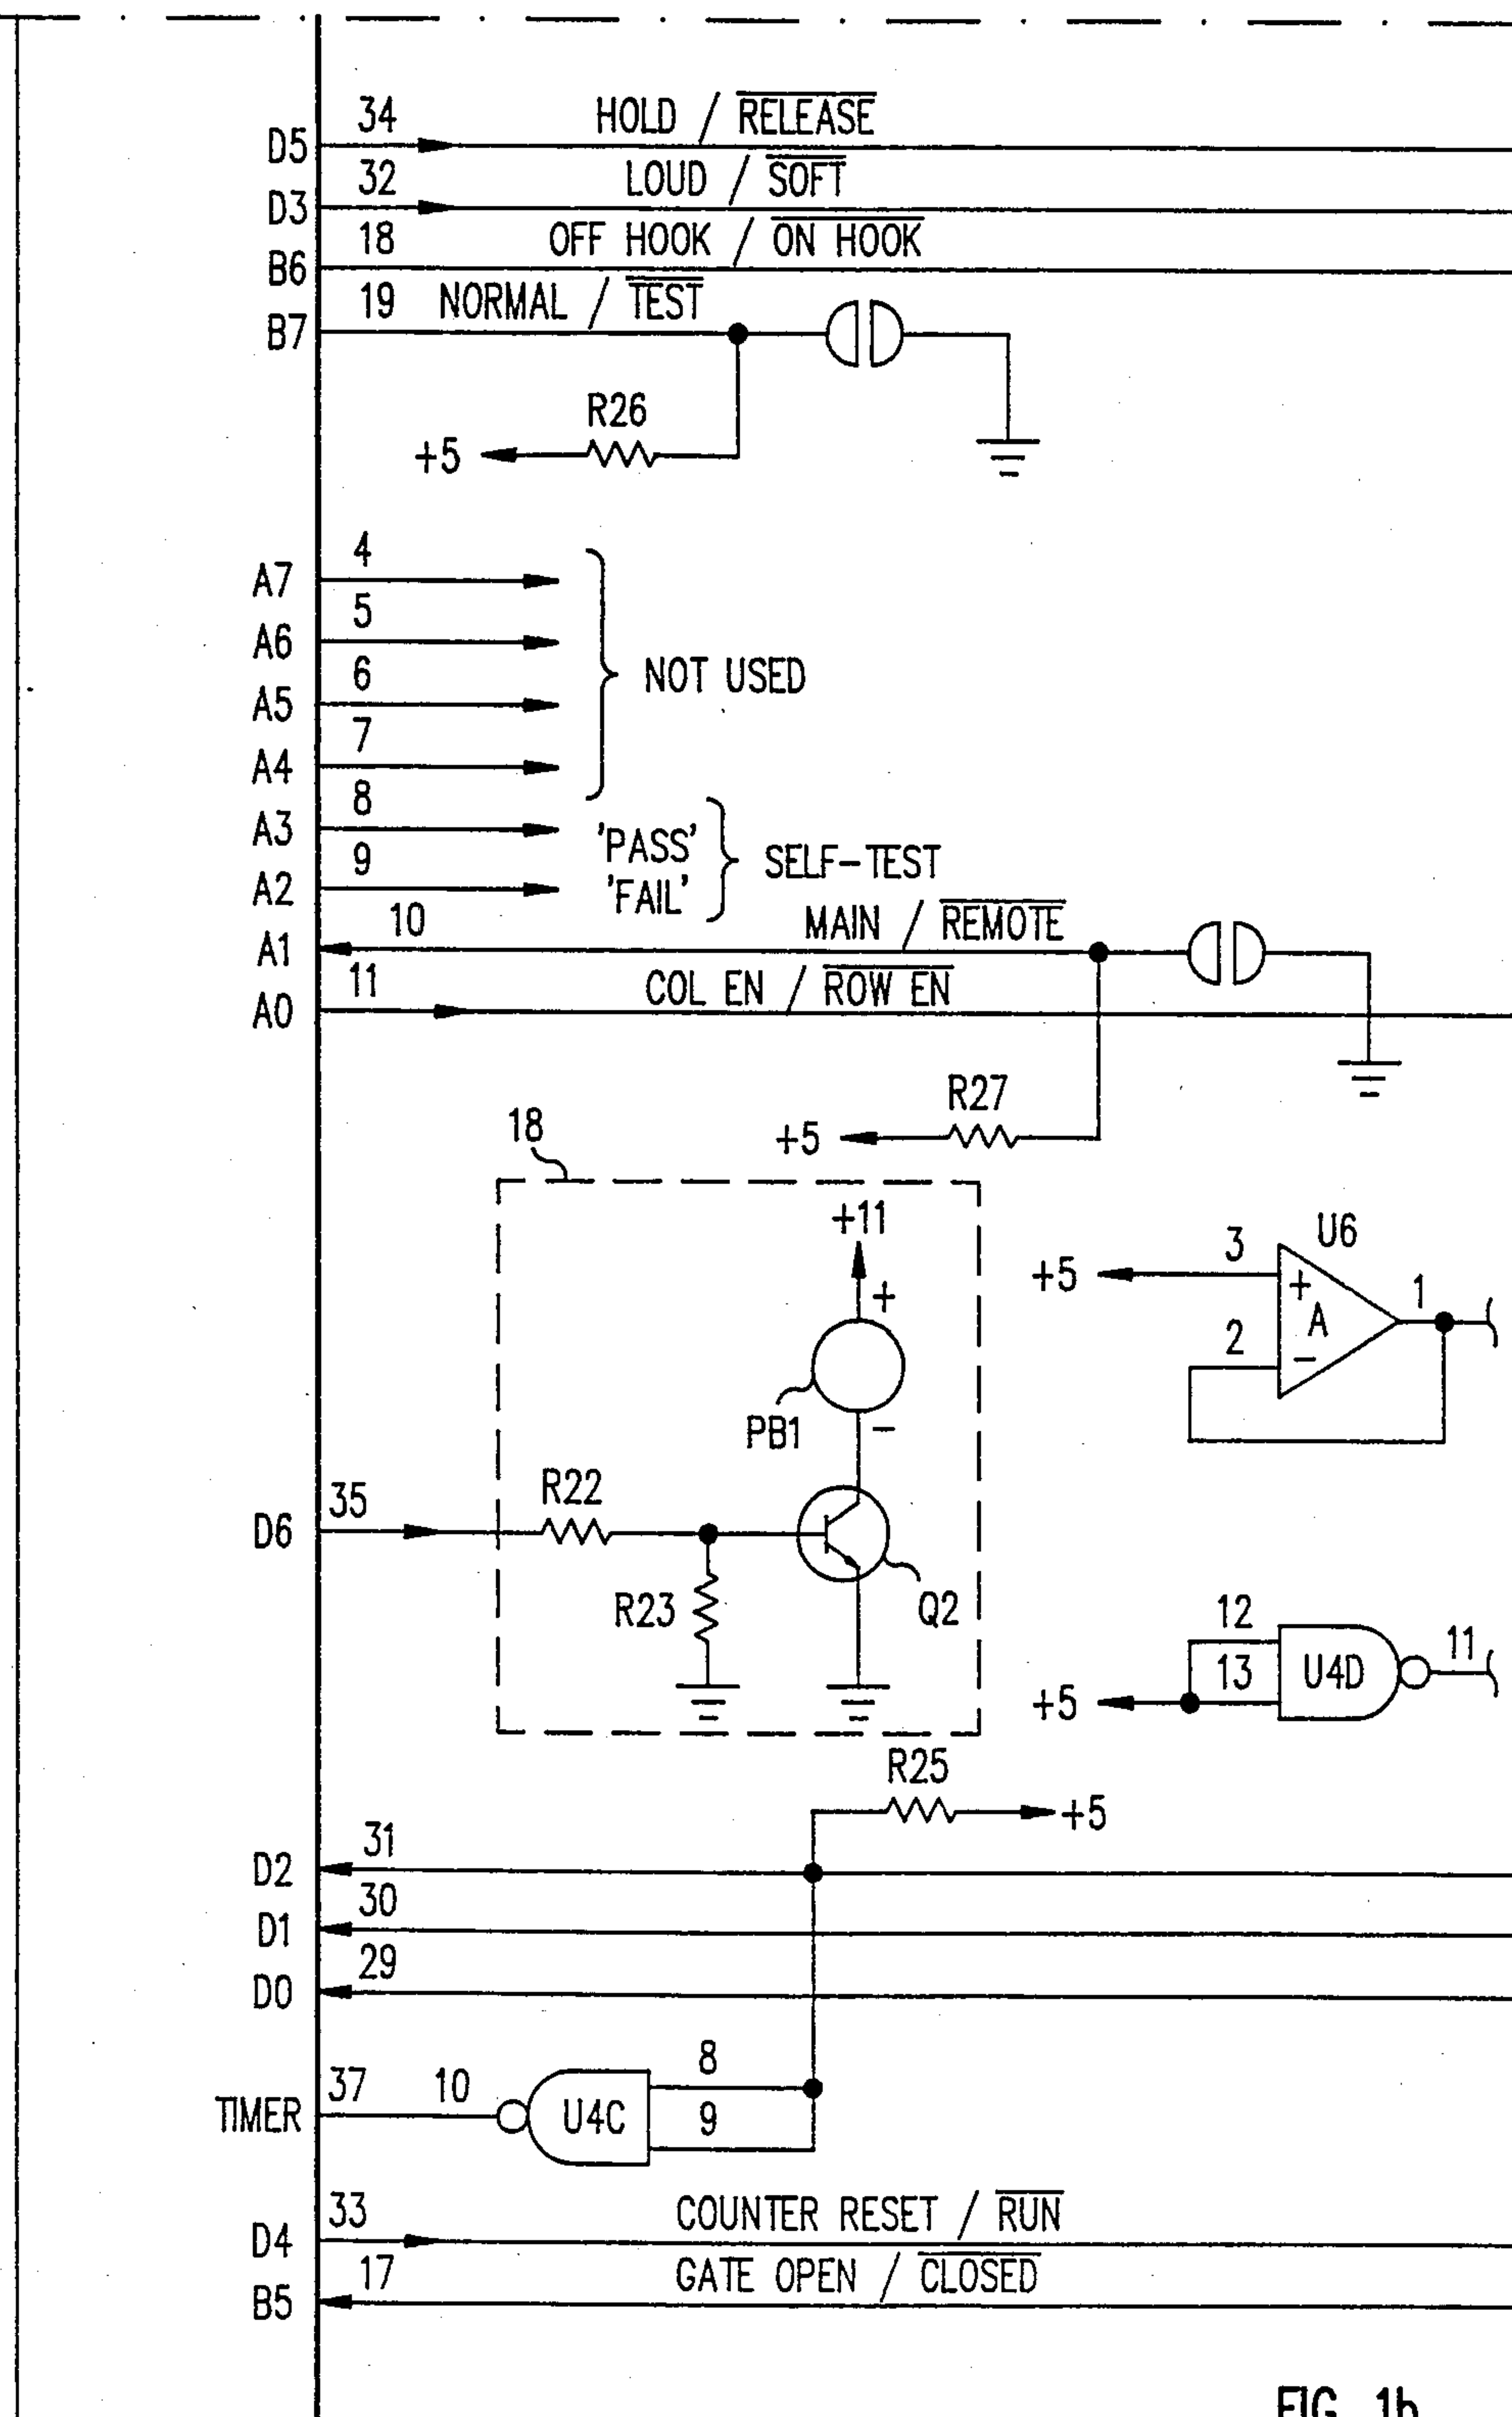 34 HOLD / RELEASE
D5
32 LOUD / SOFT
D3
18 OFF HOOK / ON HOOK
B6
19 NORMAL / TEST
B7
R26
+5
4
A7
5
A6
6
A5
NOT USED
7
A4
8
A3
'PASS'
SELF-TEST
9
'FAIL'
A2
10 MAIN / REMOTE
A1
11 COL EN / ROW EN
A0
R27
+5
18
+11
+
PB1
-
3 U6
+5
+
A
1
2
-
35 R22
D6
R23
Q2
12
13 U4D 11
+5
R25
+5
31
D2
30
D1
29
D0
8
37 10
TIMER U4C
9
33 COUNTER RESET / RUN
D4
17 GATE OPEN / CLOSED
B5
FIG. 1b